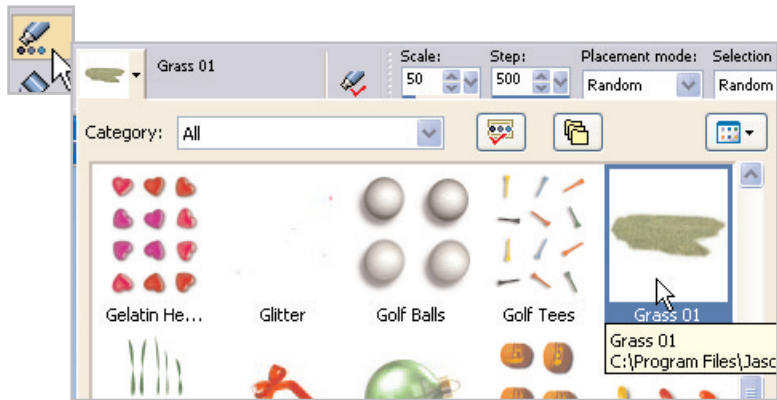 Grass 01
Scale:
Step:
Placement mode:
Selection
50
500
Random
Random
Category:
All
Gelatin He...
Glitter
Golf Balls
Golf Tees
Grass 01
Grass 01
C:\Program Files\Jasc